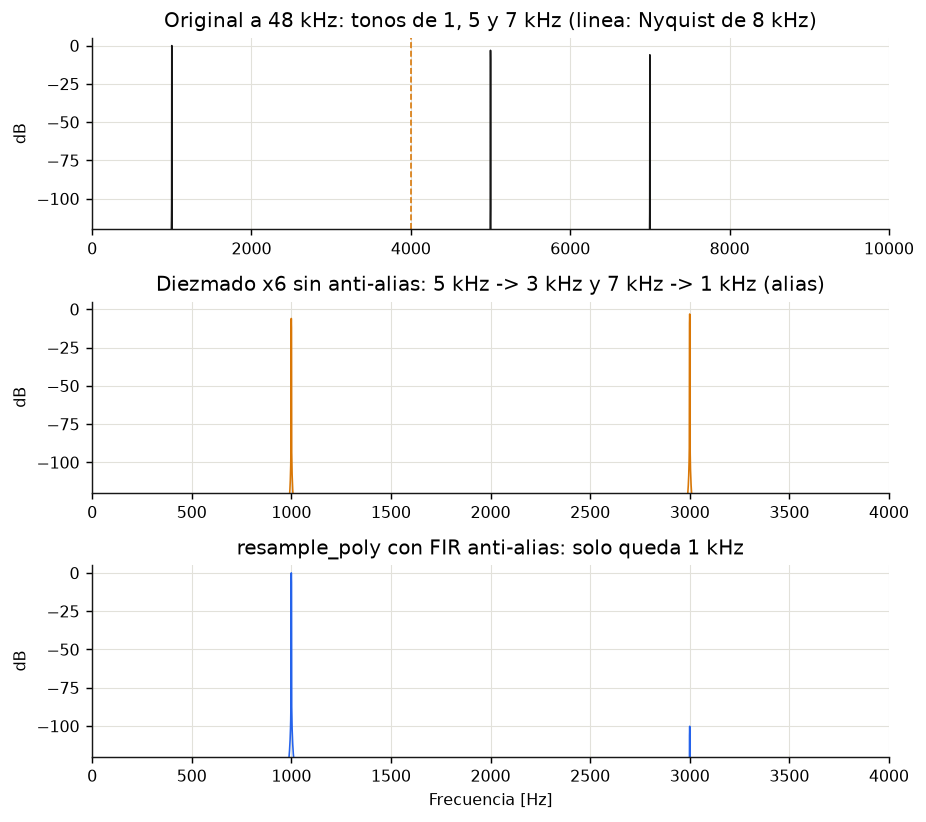 Original a 48 kHz: tonos de 1, 5 y 7 kHz (linea: Nyquist de 8 kHz)
0
−25
−50
−75
−100
dB
0 2000 4000 6000 8000 10000
Diezmado x6 sin anti-alias: 5 kHz -> 3 kHz y 7 kHz -> 1 kHz (alias)
0
−25
−50
−75
−100
dB
0 500 1000 1500 2000 2500 3000 3500 4000
resample_poly con FIR anti-alias: solo queda 1 kHz
0
−25
−50
−75
−100
dB
0 500 1000 1500 2000 2500 3000 3500 4000
Frecuencia [Hz]